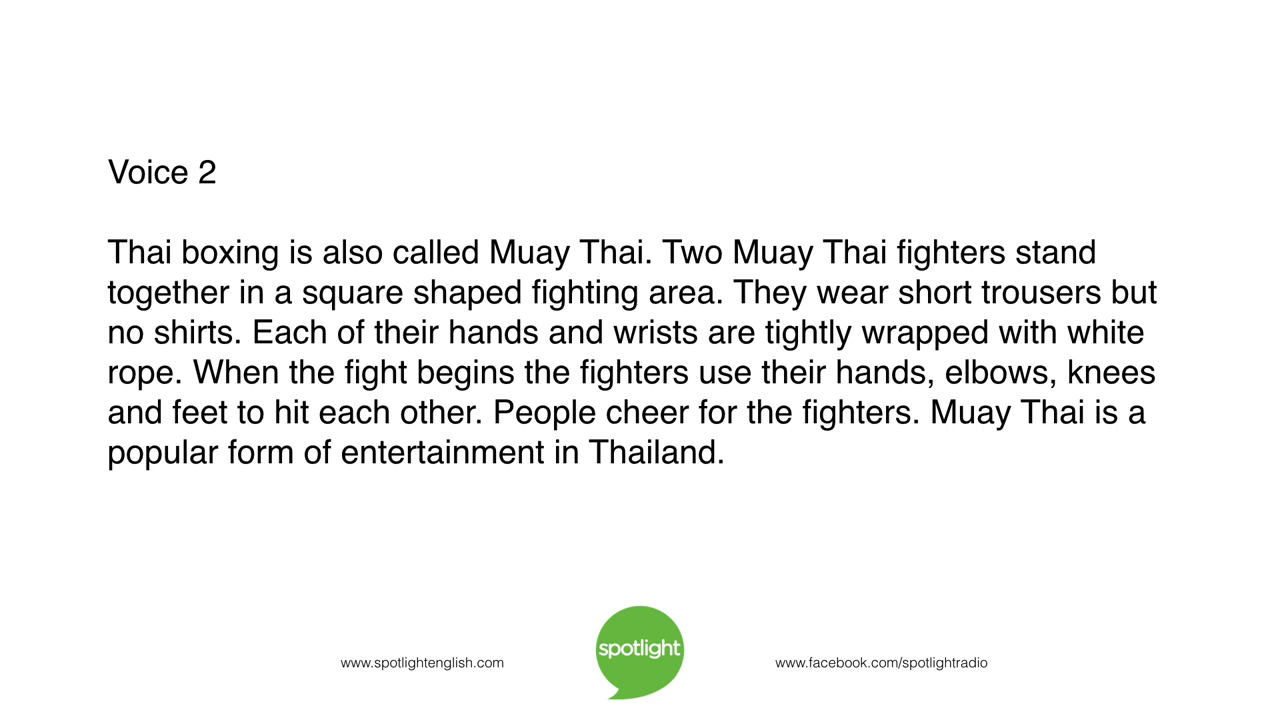 Voice 2
Thai boxing is also called Muay Thai. Two Muay Thai fighters stand
together in a square shaped fighting area. They wear short trousers but
no shirts. Each of their hands and wrists are tightly wrapped with white
rope. When the fight begins the fighters use their hands, elbows, knees
and feet to hit each other. People cheer for the fighters. Muay Thai is a
popular form of entertainment in Thailand.
www.spotlightenglish.com
spotlight
www.facebook.com/spotlightradio